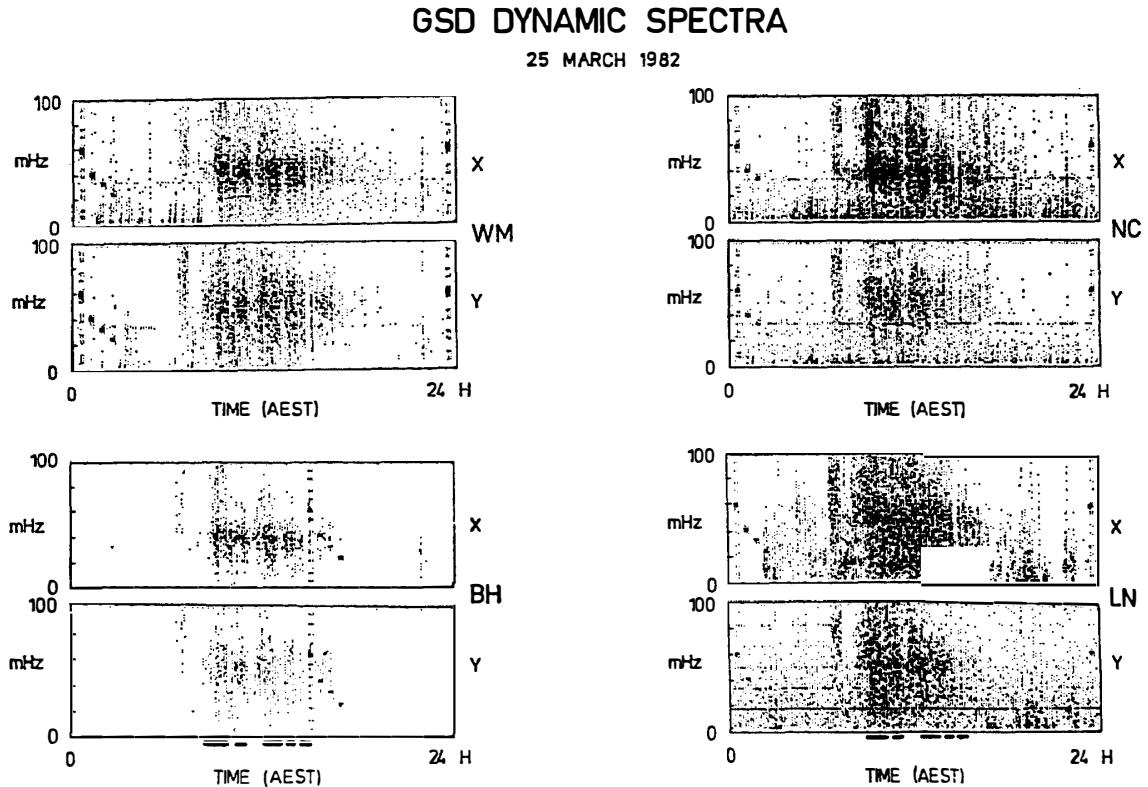 GSD DYNAMIC SPECTRA
25 MARCH 1982
100
mHz
X
0
WM
100
mHz
Y
0
0
24 H
TIME (AEST)
100
mHz
X
0
NC
100
mHz
Y
0
0
24 H
TIME (AEST)
100
mHz
X
0
BH
100
mHz
Y
0
0
24 H
TIME (AEST)
100
mHz
X
0
LN
100
mHz
Y
0
0
24 H
TIME (AEST)